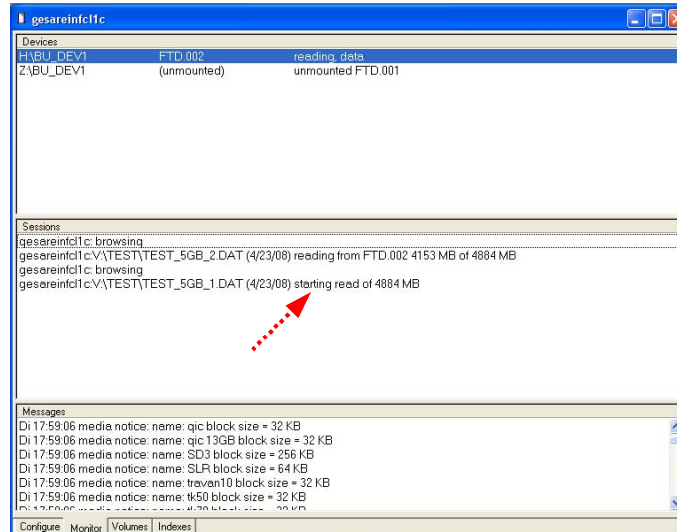 gesareinfcl1c
Devices
H:\BU_DEV1 FTD.002 reading, data
Z:\BU_DEV1 (unmounted) unmounted FTD.001
Sessions
gesareinfcl1c: browsing
gesareinfcl1c:V:\TEST\TEST_5GB_2.DAT (4/23/08) reading from FTD.002 4153 MB of 4884 MB
gesareinfcl1c: browsing
gesareinfcl1c:V:\TEST\TEST_5GB_1.DAT (4/23/08) starting read of 4884 MB
Messages
Di 17:59:06 media notice: name: qic block size = 32 KB
Di 17:59:06 media notice: name: qic 13GB block size = 32 KB
Di 17:59:06 media notice: name: SD3 block size = 256 KB
Di 17:59:06 media notice: name: SLR block size = 64 KB
Di 17:59:06 media notice: name: travan10 block size = 32 KB
Di 17:59:06 media notice: name: tk50 block size = 32 KB
Configure Monitor Volumes Indexes